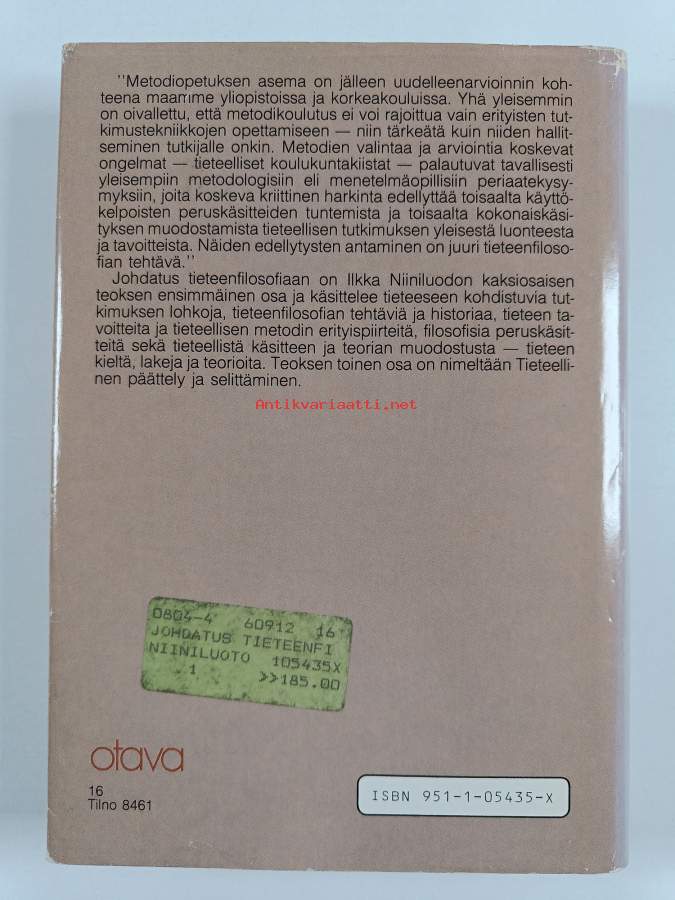 "Metodiopetuksen asema on jälleen uudelleenarvioinnin koh-
teena maamme yliopistoissa ja korkeakouluissa. Yhä yleisemmin
on oivallettu, että metodikoulutus ei voi rajoittua vain erityisten tut-
kimustekniikkojen opettamiseen — niin tärkeätä kuin niiden hallit-
seminen tutkijalle onkin. Metodien valintaa ja arviointia koskevat
ongelmat — tieteelliset koulukuntakiistat — palautuvat tavallisesti
yleisempiin metodologisiin eli menetelmäopillisiin periaatekysy-
myksiin, joita koskeva kriittinen harkinta edellyttää toisaalta käyttö-
kelpoisten peruskäsitteiden tuntemista ja toisaalta kokonaiskäsi-
tyksen muodostamista tieteellisen tutkimuksen yleisestä luonteesta
ja tavoitteista. Näiden edellytysten antaminen on juuri tieteenfiloso-
fian tehtävä."
Johdatus tieteenfilosofiaan on Ilkka Niiniluodon kaksiosaisen
teoksen ensimmäinen osa ja käsittelee tieteeseen kohdistuvia tut-
kimuksen lohkoja, tieteenfilosofian tehtäviä ja historiaa, tieteen ta-
voitteita ja tieteellisen metodin erityispiirteitä, filosofisia peruskäsit-
teitä sekä tieteellistä käsitteen ja teorian muodostusta — tieteen
kieltä, lakeja ja teorioita. Teoksen toinen osa on nimeltään Tieteelli-
nen päättely ja selittäminen.
Antikvariaatti.net
0804-4 60912 16
JOHDATUS TIETEENFI
NIINILUOTO 105435X
1 >>185.00
otava
16
Tilno 8461
ISBN 951-1-05435-X